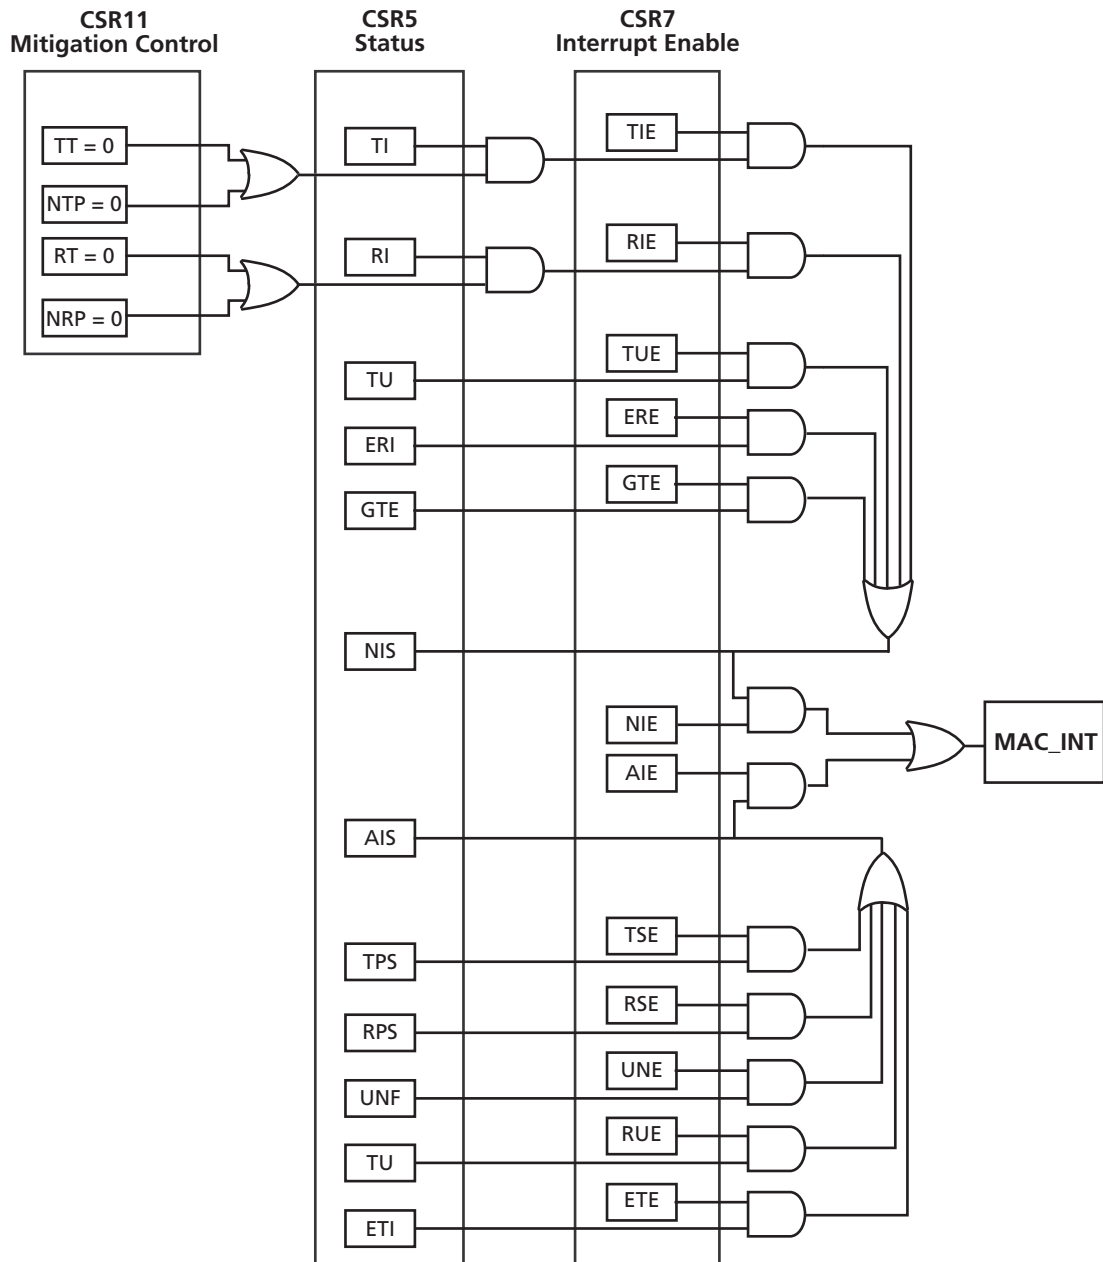 CSR11
Mitigation Control
CSR5
Status
CSR7
Interrupt Enable
TT = 0
NTP = 0
RT = 0
NRP = 0
TI
TIE
RI
RIE
TU
TUE
ERI
ERE
GTE
GTE
NIS
NIE
AIE
MAC_INT
AIS
TSE
TPS
RSE
RPS
UNE
UNF
RUE
TU
ETE
ETI